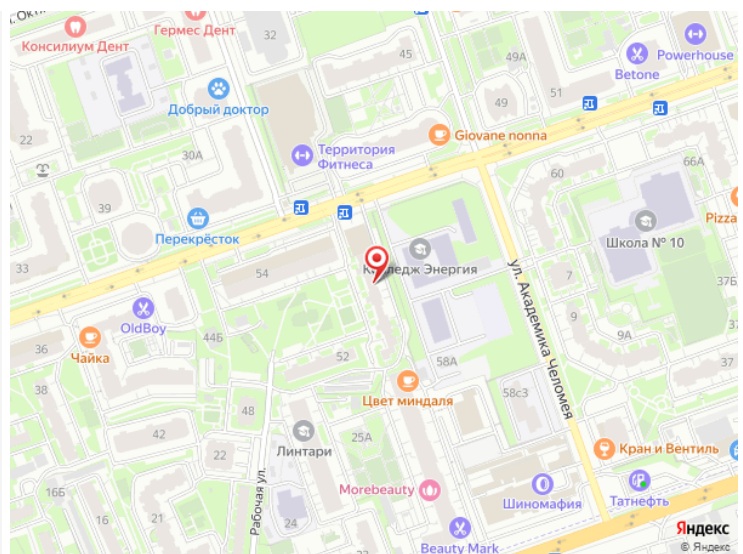 л. Окт
Консилиум Дент
Гермес Дент
32
45
49А
Powerhouse
Betone
51
49
Добрый доктор
22
30А
Территория
Фитнеса
Giovane nonna
66А
60
39
Перекрёсток
Школа № 10
Pizza
33
54
Колледж Энергия
ул. Академика Челомея
7
7
37Б
OldBoy
44Б
9
9А
36
Чайка
52
58А
37
38
Цвет миндаля
58с3
48
42
25А
Линтари
Кран и Вентиль
22
16Б
Рабочая ул.
Morebeauty
Шиномафия
Татнефть
24
Beauty Mark
Яндекс
© Яндекс